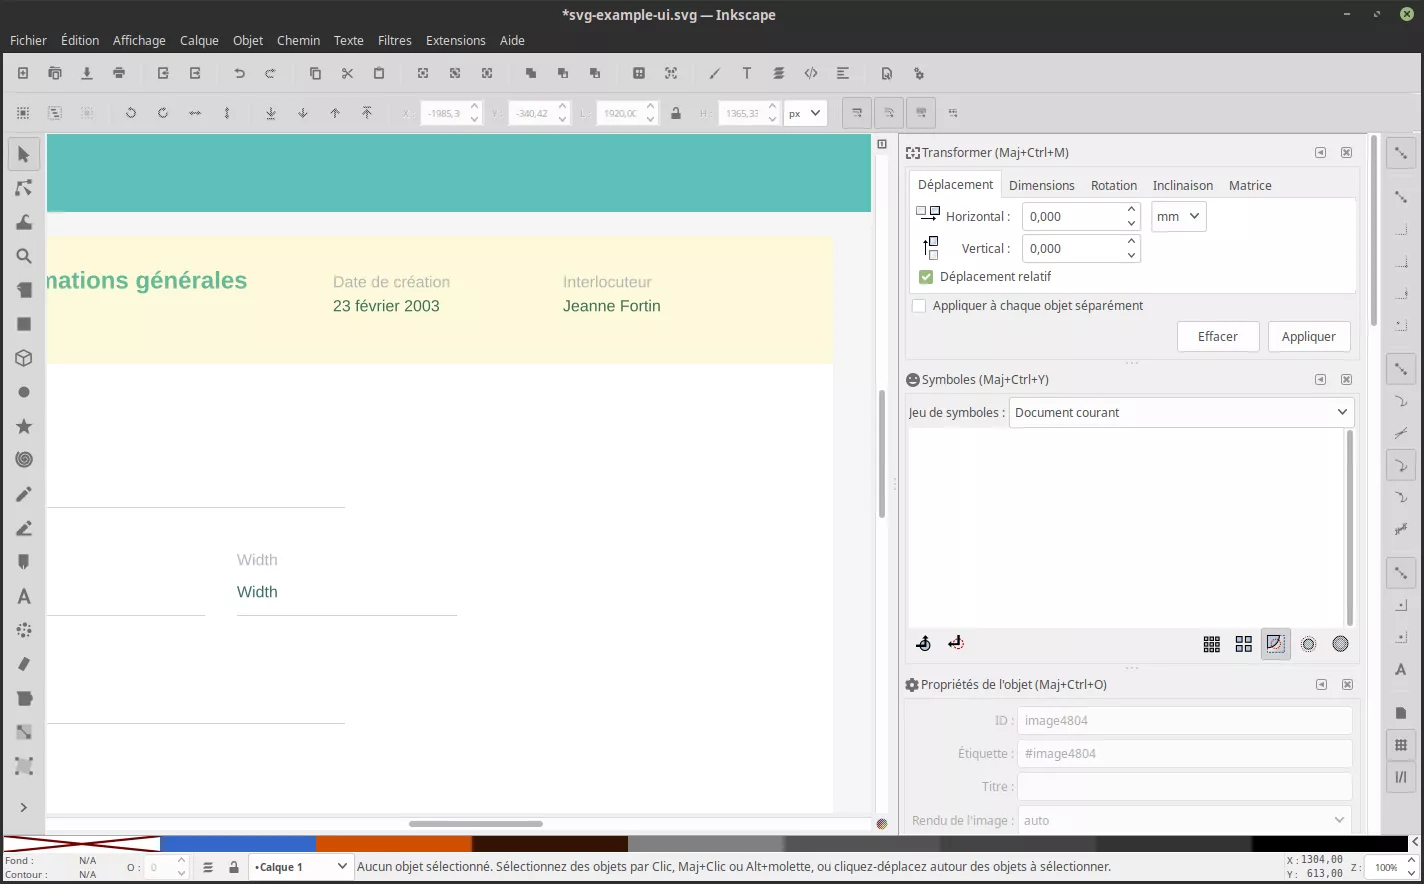 *svg-example-ui.svg — Inkscape
Fichier Édition Affichage Calque Objet Chemin Texte Filtres Extensions Aide
X : -1985,3 Y : -340,42 L : 1920,0 H : 1365,33 px
Transformer (Maj+Ctrl+M)
Déplacement Dimensions Rotation Inclinaison Matrice
Horizontal : 0,000 mm
Vertical : 0,000
Déplacement relatif
Appliquer à chaque objet séparément
Effacer Appliquer
mations générales
Date de création
23 février 2003
Interlocuteur
Jeanne Fortin
Width
Width
Symboles (Maj+Ctrl+Y)
Jeu de symboles : Document courant
Propriétés de l'objet (Maj+Ctrl+O)
ID : image4804
Étiquette : #image4804
Titre :
Rendu de l'image : auto
Fond : N/A
Contour : N/A
O : 0
•Calque 1
Aucun objet sélectionné. Sélectionnez des objets par Clic, Maj+Clic ou Alt+molette, ou cliquez-déplacez autour des objets à sélectionner.
X : 1304,00
Y : 613,00
Z : 100%